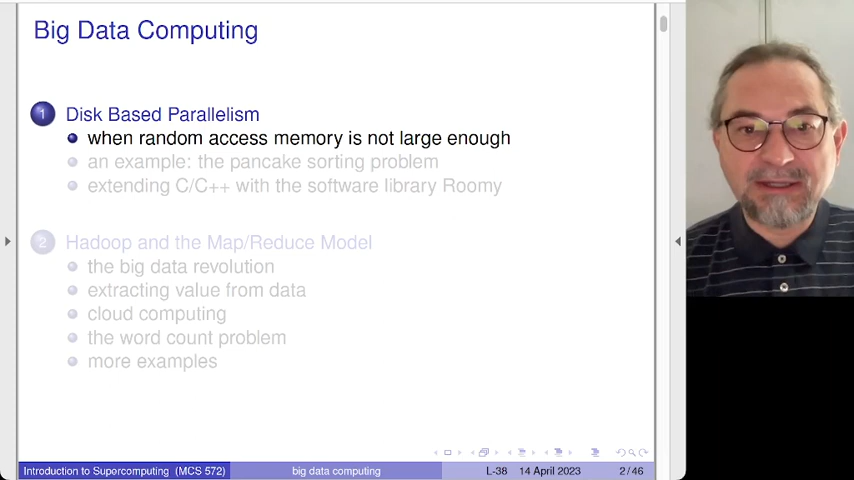 Big Data Computing
1 Disk Based Parallelism
when random access memory is not large enough
an example: the pancake sorting problem
extending C/C++ with the software library Roomy
2 Hadoop and the Map/Reduce Model
the big data revolution
extracting value from data
cloud computing
the word count problem
more examples
Introduction to Supercomputing (MCS 572) big data computing L-38 14 April 2023 2 / 46